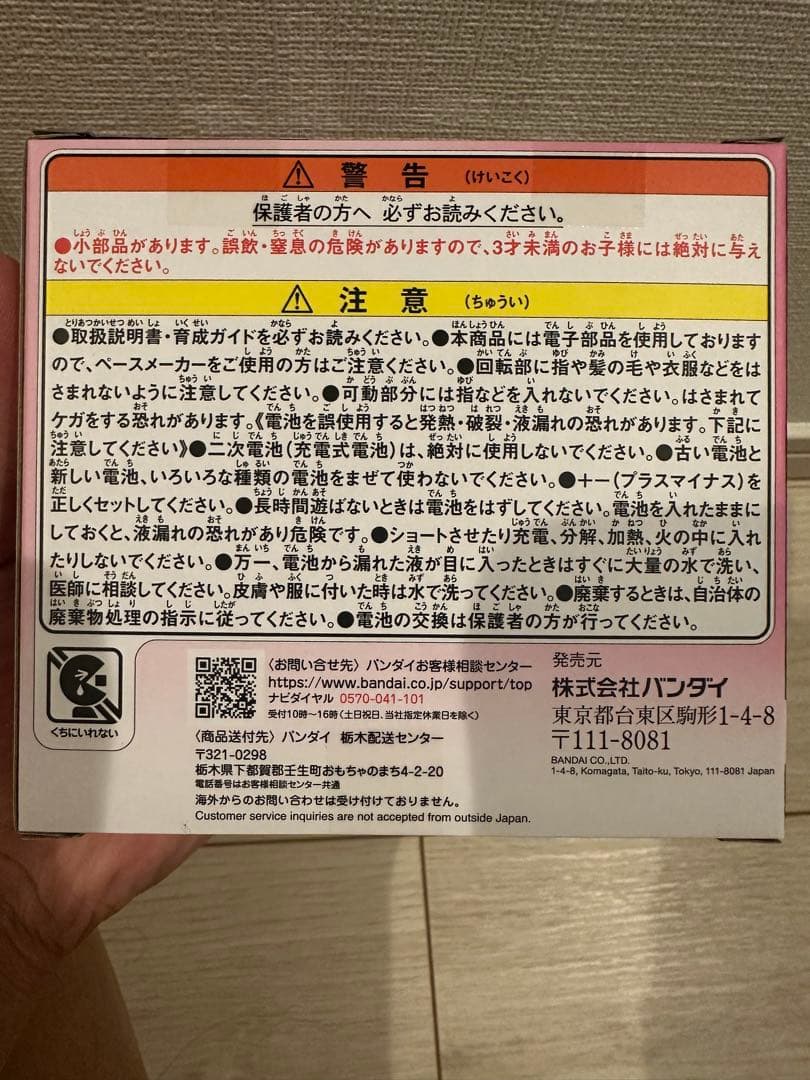 警告 (けいこく)
保護者の方へ 必ずお読みください。
●小部品があります。誤飲・窒息の危険がありますので、3才未満のお子様には絶対に与え
ないでください。
注意 (ちゅうい)
●取扱説明書・育成ガイドを必ずお読みください。●本商品には電子部品を使用しております
ので、ペースメーカーをご使用の方はご注意ください。●回転部に指や髪の毛や衣服などをは
さまれないように注意してください。●可動部分には指などを入れないでください。はさまれて
ケガをする恐れがあります。《電池を誤使用すると発熱・破裂・液漏れの恐れがあります。下記に
注意してください》●二次電池(充電式電池)は、絶対に使用しないでください。●古い電池と
新しい電池、いろいろな種類の電池をまぜて使わないでください。●+-(プラスマイナス)を
正しくセットしてください。●長時間遊ばないときは電池をはずしてください。電池を入れたままに
しておくと、液漏れの恐れがあり危険です。●ショートさせたり充電、分解、加熱、火の中に入れ
たりしないでください。●万一、電池から漏れた液が目に入ったときはすぐに大量の水で洗い、
医師に相談してください。皮膚や服に付いた時は水で洗ってください。●廃棄するときは、自治体の
廃棄物処理の指示に従ってください。●電池の交換は保護者の方が行ってください。
くちにいれない
〈お問い合せ先〉バンダイお客様相談センター
https://www.bandai.co.jp/support/top
ナビダイヤル 0570-041-101
受付10時〜16時(土日祝日、当社指定休業日を除く)
〈商品送付先〉バンダイ 栃木配送センター
〒321-0298
栃木県下都賀郡壬生町おもちゃのまち4-2-20
電話番号はお客様相談センター共通
海外からのお問い合わせは受け付けておりません。
Customer service inquiries are not accepted from outside Japan.
発売元
株式会社バンダイ
東京都台東区駒形1-4-8
〒111-8081
BANDAI CO.,LTD.
1-4-8, Komagata, Taito-ku, Tokyo, 111-8081 Japan